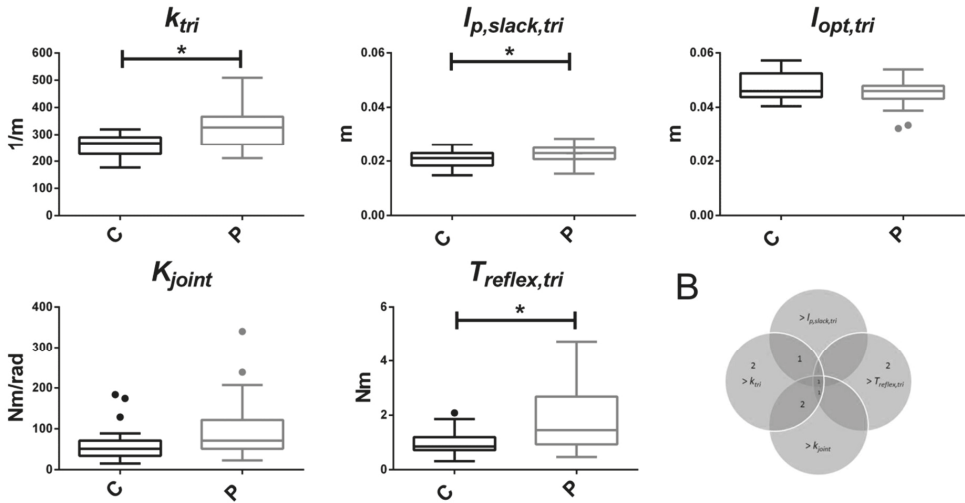 k_tri
l_p,slack,tri
l_opt,tri
*
*
1/m
600
500
400
300
200
100
0
C
P
m
0.06
0.04
0.02
0.00
C
P
m
0.06
0.04
0.02
0.00
C
P
K_joint
T_reflex,tri
*
Nm/rad
400
300
200
100
0
C
P
Nm
6
4
2
0
C
P
B
> l_p,slack,tri
2
> k_tri
1
2
> T_reflex,tri
2
> k_joint